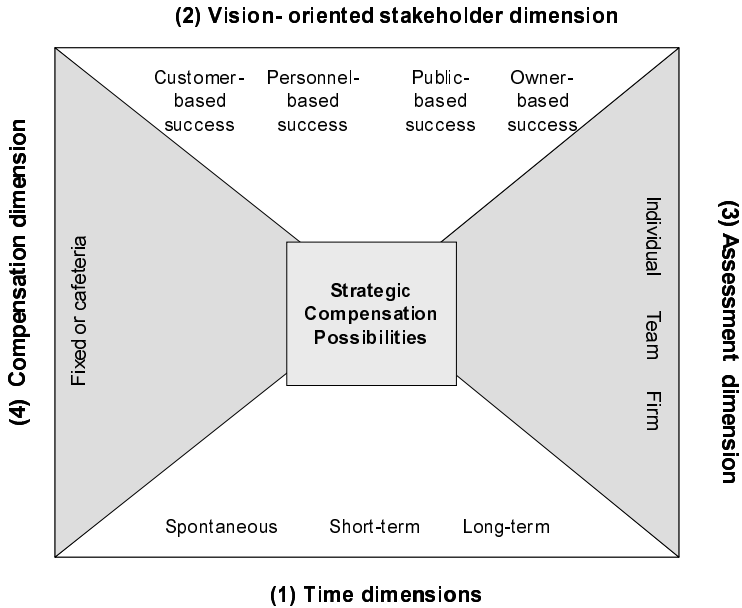 (2) Vision- oriented stakeholder dimension
Customer-
based
success
Personnel-
based
success
Public-
based
success
Owner-
based
success
(4) Compensation dimension
Fixed or cafeteria
Strategic
Compensation
Possibilities
Individual Team Firm
(3) Assessment dimension
Spontaneous Short-term Long-term
(1) Time dimensions